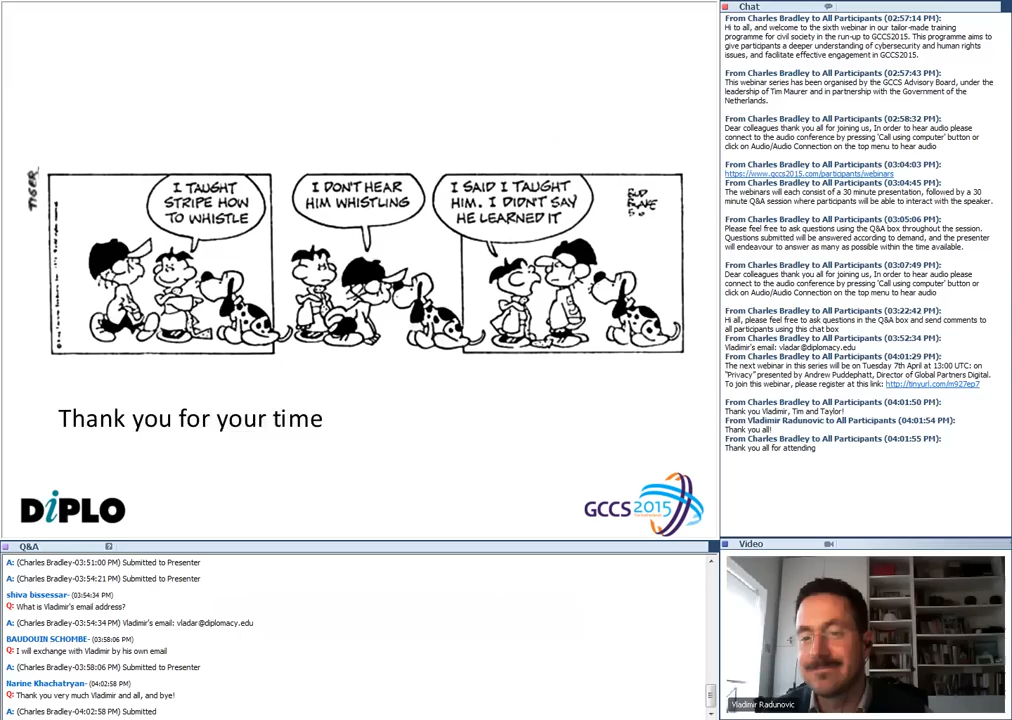 TIGER
I TAUGHT
STRIPE HOW
TO WHISTLE
I DON'T HEAR
HIM WHISTLING
I SAID I TAUGHT
HIM. I DIDN'T SAY
HE LEARNED IT
BUD
BLAKE
Thank you for your time
DiPLO
GCCS2015
Chat
From Charles Bradley to All Participants (02:57:14 PM):
Hi to all, and welcome to the sixth webinar in our tailor-made training
programme for civil society in the run-up to GCCS2015. This programme aims to
give participants a deeper understanding of cybersecurity and human rights
issues, and facilitate effective engagement in GCCS2015.
From Charles Bradley to All Participants (02:57:43 PM):
This webinar series has been organised by the GCCS Advisory Board, under the
leadership of Tim Maurer and in partnership with the Government of the
Netherlands.
From Charles Bradley to All Participants (02:58:32 PM):
Dear colleagues thank you all for joining us, In order to hear audio please
connect to the audio conference by pressing 'Call using computer' button or
click on Audio/Audio Connection on the top menu to hear audio
From Charles Bradley to All Participants (03:04:03 PM):
https://www.gccs2015.com/participants/webinars
From Charles Bradley to All Participants (03:04:45 PM):
The webinars will each consist of a 30 minute presentation, followed by a 30
minute Q&A session where participants will be able to interact with the speaker.
From Charles Bradley to All Participants (03:05:06 PM):
Please feel free to ask questions using the Q&A box throughout the session.
Questions submitted will be answered according to demand, and the presenter
will endeavour to answer as many as possible within the time available.
From Charles Bradley to All Participants (03:07:49 PM):
Dear colleagues thank you all for joining us, In order to hear audio please
connect to the audio conference by pressing 'Call using computer' button or
click on Audio/Audio Connection on the top menu to hear audio
From Charles Bradley to All Participants (03:22:42 PM):
Hi all, please feel free to ask questions in the Q&A box and send comments to
all participants using this chat box
From Charles Bradley to All Participants (03:52:34 PM):
Vladimir's email: vladar@diplomacy.edu
From Charles Bradley to All Participants (04:01:29 PM):
The next webinar in this series will be on Tuesday 7th April at 13:00 UTC: on
"Privacy" presented by Andrew Puddephatt, Director of Global Partners Digital.
To join this webinar, please register at this link: http://tinyurl.com/m927ep7
From Charles Bradley to All Participants (04:01:50 PM):
Thank you Vladimir, Tim and Taylor!
From Vladimir Radunovic to All Participants (04:01:54 PM):
Thank you all!
From Charles Bradley to All Participants (04:01:55 PM):
Thank you all for attending
Q&A
A: (Charles Bradley-03:51:00 PM) Submitted to Presenter
A: (Charles Bradley-03:54:21 PM) Submitted to Presenter
shiva bissessar- (03:54:34 PM)
Q: What is Vladimir's email address?
A: (Charles Bradley-03:54:34 PM) Vladimir's email: vladar@diplomacy.edu
BAUDOUIN SCHOMBE- (03:58:06 PM)
Q: I will exchange with Vladimir by his own email
A: (Charles Bradley-03:58:06 PM) Submitted to Presenter
Narine Khachatryan- (04:02:58 PM)
Q: Thank you very much Vladimir and all, and bye!
A: (Charles Bradley-04:02:58 PM) Submitted
Video
Vladimir Radunovic